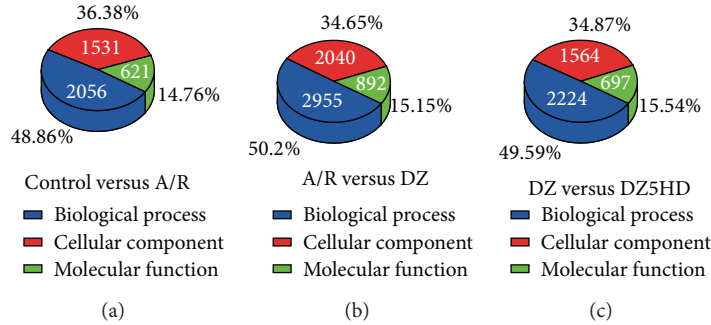 36.38%
1531
621
2056
14.76%
48.86%
Control versus A/R
Biological process
Cellular component
Molecular function
(a)
34.65%
2040
892
2955
15.15%
50.2%
A/R versus DZ
Biological process
Cellular component
Molecular function
(b)
34.87%
1564
697
2224
15.54%
49.59%
DZ versus DZ5HD
Biological process
Cellular component
Molecular function
(c)